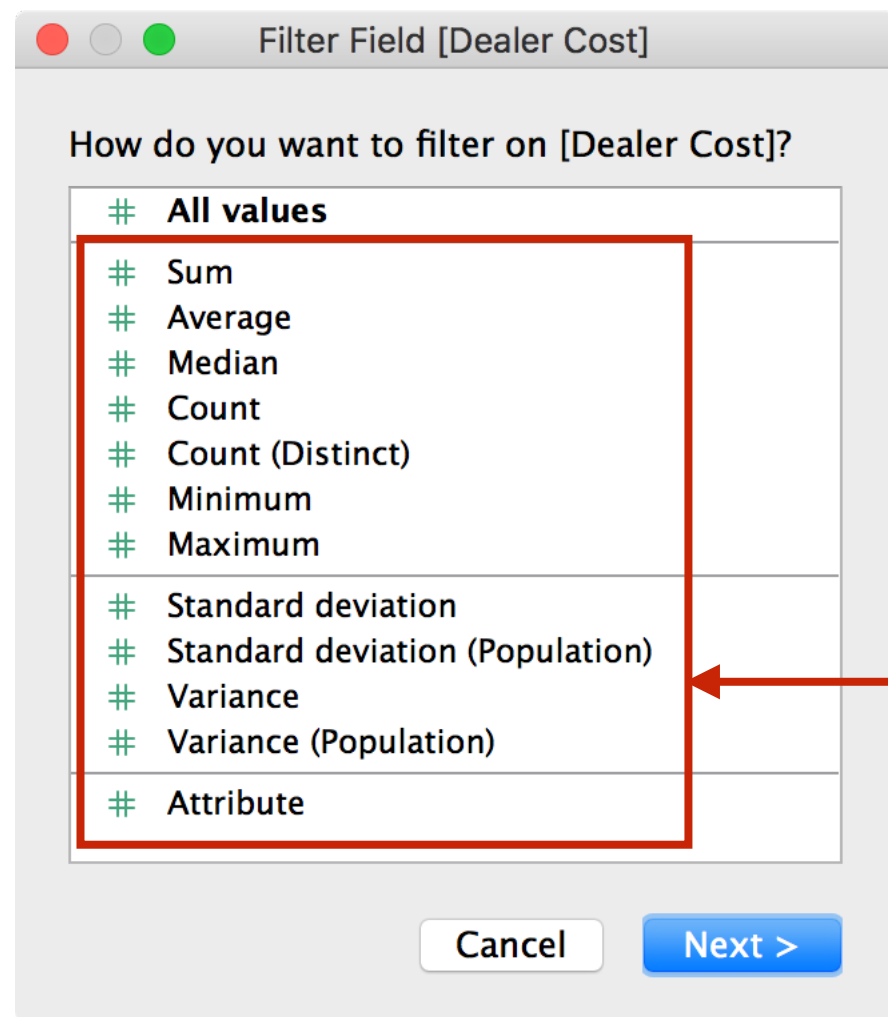 Filter Field [Dealer Cost]
How do you want to filter on [Dealer Cost]?
# All values
# Sum
# Average
# Median
# Count
# Count (Distinct)
# Minimum
# Maximum
# Standard deviation
# Standard deviation (Population)
# Variance
# Variance (Population)
# Attribute
Cancel Next >